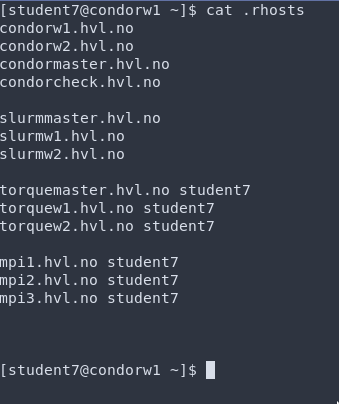 [student7@condorw1 ~]$ cat .rhosts
condorw1.hvl.no
condorw2.hvl.no
condormaster.hvl.no
condorcheck.hvl.no
slurmmaster.hvl.no
slurmw1.hvl.no
slurmw2.hvl.no
torquemaster.hvl.no student7
torquew1.hvl.no student7
torquew2.hvl.no student7
mpi1.hvl.no student7
mpi2.hvl.no student7
mpi3.hvl.no student7
[student7@condorw1 ~]$